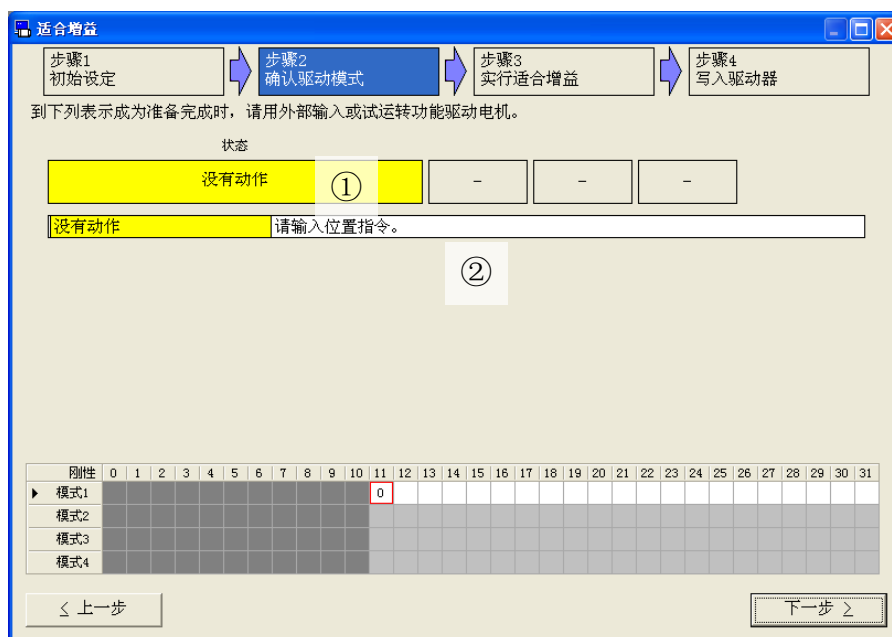 适合增益
步骤1 步骤2 步骤3 步骤4
初始设定 确认驱动模式 实行适合增益 写入驱动器
到下列表示成为准备完成时，请用外部输入或试运转功能驱动电机。
状态
没有动作 ① - - -
没有动作 请输入位置指令。
②
刚性 0 1 2 3 4 5 6 7 8 9 10 11 12 13 14 15 16 17 18 19 20 21 22 23 24 25 26 27 28 29 30 31
模式1 0
模式2
模式3
模式4
< 上一步 下一步 >